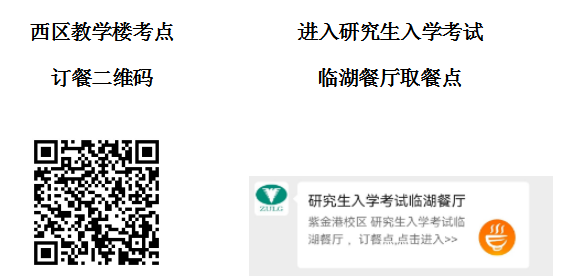 西区教学楼考点
订餐二维码
进入研究生入学考试
临湖餐厅取餐点
研究生入学考试临湖餐厅
紫金港校区 研究生入学考试临
湖餐厅 ，订餐点,点击进入>>
ZULG